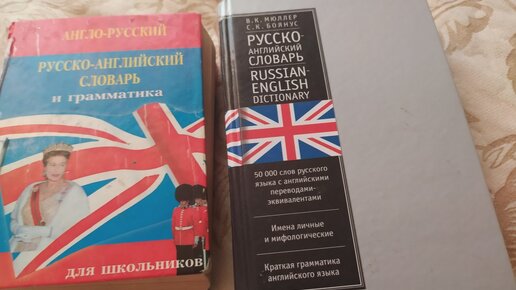 АНГЛО-РУССКИЙ
РУССКО-АНГЛИЙСКИЙ
СЛОВАРЬ
и грамматика
ДЛЯ ШКОЛЬНИКОВ
В.К. МЮЛЛЕР
С.К. БОЯНУС
РУССКО-
АНГЛИЙСКИЙ
СЛОВАРЬ
RUSSIAN-
ENGLISH
DICTIONARY
50 000 слов русского
языка с английскими
переводами-
эквивалентами
Имена личные
и мифологические
Краткая грамматика
английского языка